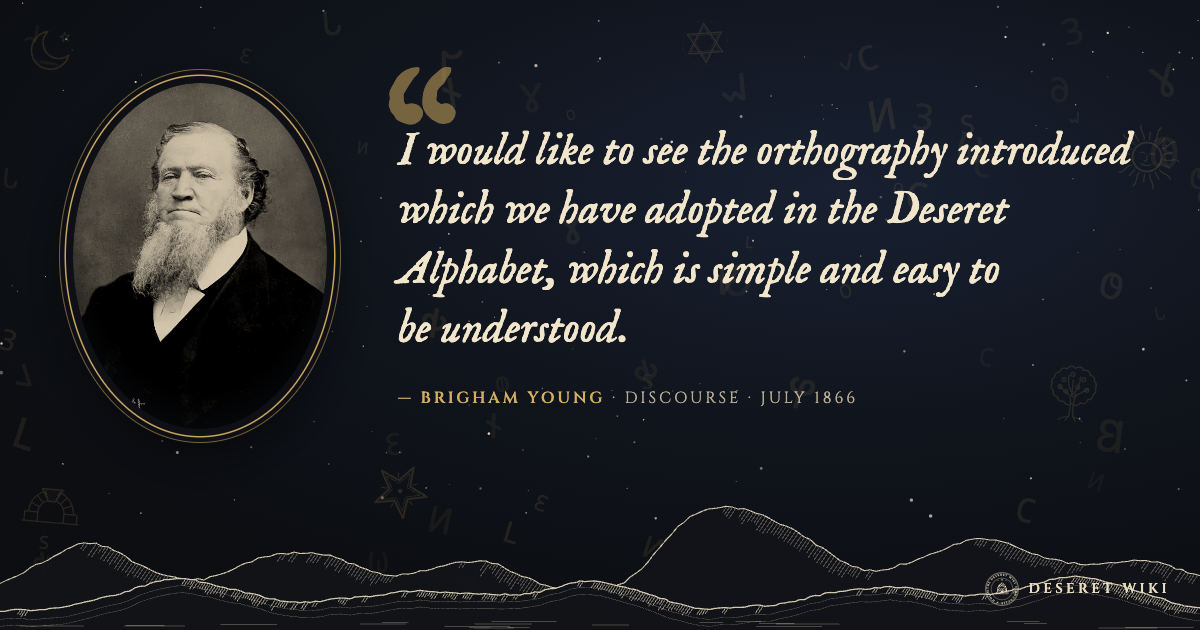 “I would like to see the orthography introduced
which we have adopted in the Deseret
Alphabet, which is simple and easy to
be understood.
— BRIGHAM YOUNG · DISCOURSE · JULY 1866
DESERET WIKI